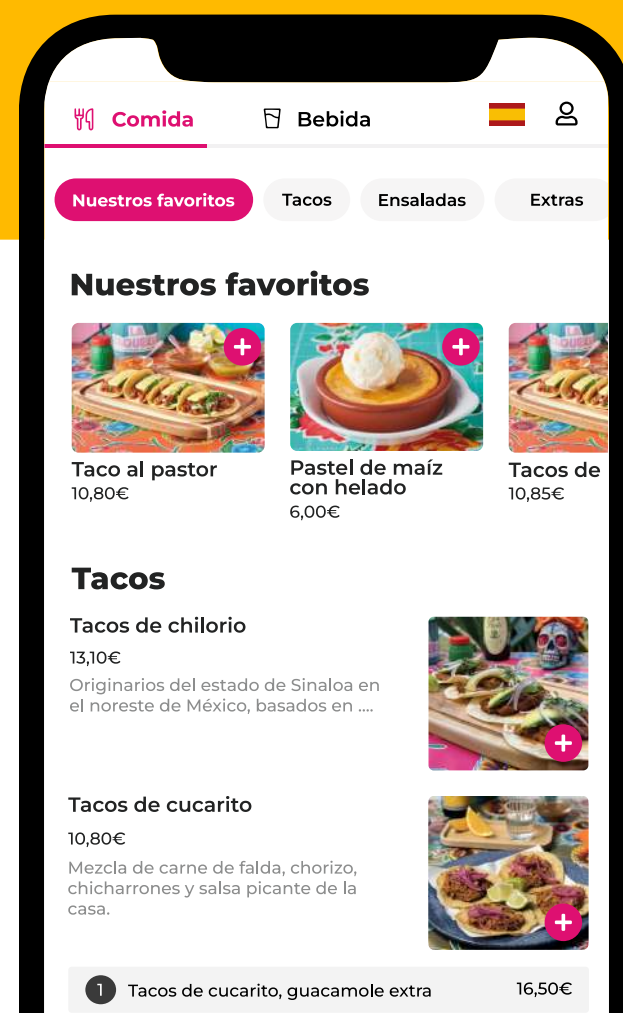 Comida
Bebida
Nuestros favoritos
Tacos
Ensaladas
Extras
Nuestros favoritos
LA
Taco al pastor
10,80€
Pastel de maíz
con helado
6,00€
Tacos de
10,85€
Tacos
Tacos de chilorio
13,10€
Originarios del estado de Sinaloa en
el noreste de México, basados en ....
Tacos de cucarito
10,80€
Mezcla de carne de falda, chorizo,
chicharrones y salsa picante de la
casa.
1 Tacos de cucarito, guacamole extra 16,50€